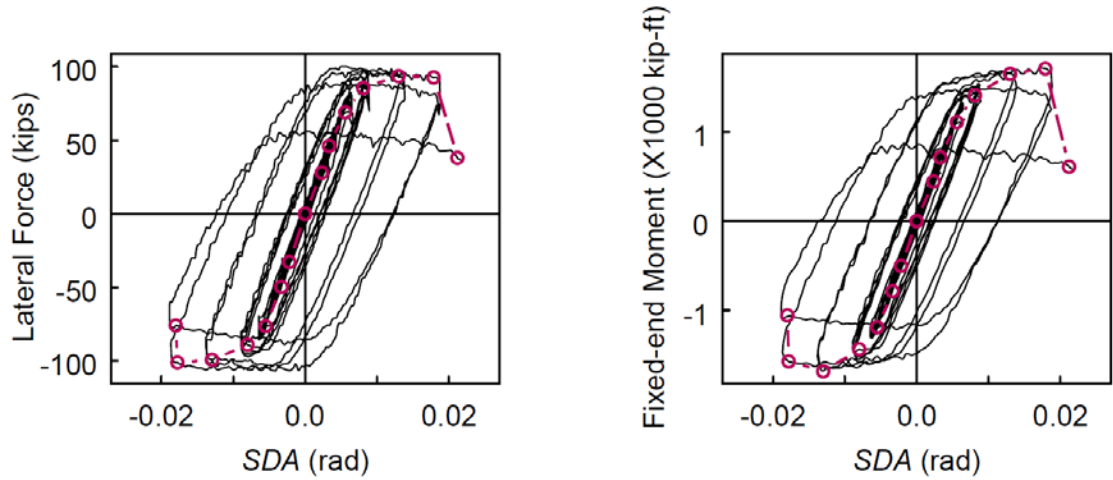 Lateral Force (kips)
100
50
0
-50
-100
-0.02 0.0 0.02
SDA (rad)
Fixed-end Moment (X1000 kip-ft)
1
0
-1
-0.02 0.0 0.02
SDA (rad)